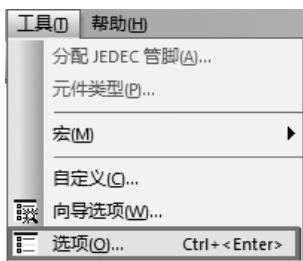 工具(T) 帮助(H)
分配 JEDEC 管脚(A)...
元件类型(P)...
宏(M)
自定义(C)...
向导选项(W)...
选项(O)... Ctrl+<Enter>